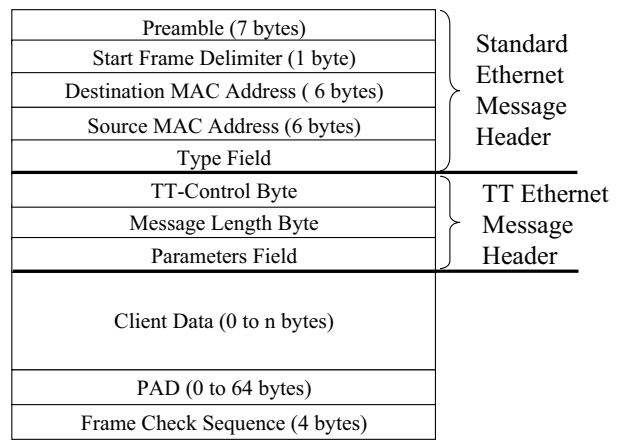 Preamble (7 bytes)
Start Frame Delimiter (1 byte)
Destination MAC Address ( 6 bytes)
Source MAC Address (6 bytes)
Type Field
Standard
Ethernet
Message
Header
TT-Control Byte
Message Length Byte
Parameters Field
TT Ethernet
Message
Header
Client Data (0 to n bytes)
PAD (0 to 64 bytes)
Frame Check Sequence (4 bytes)